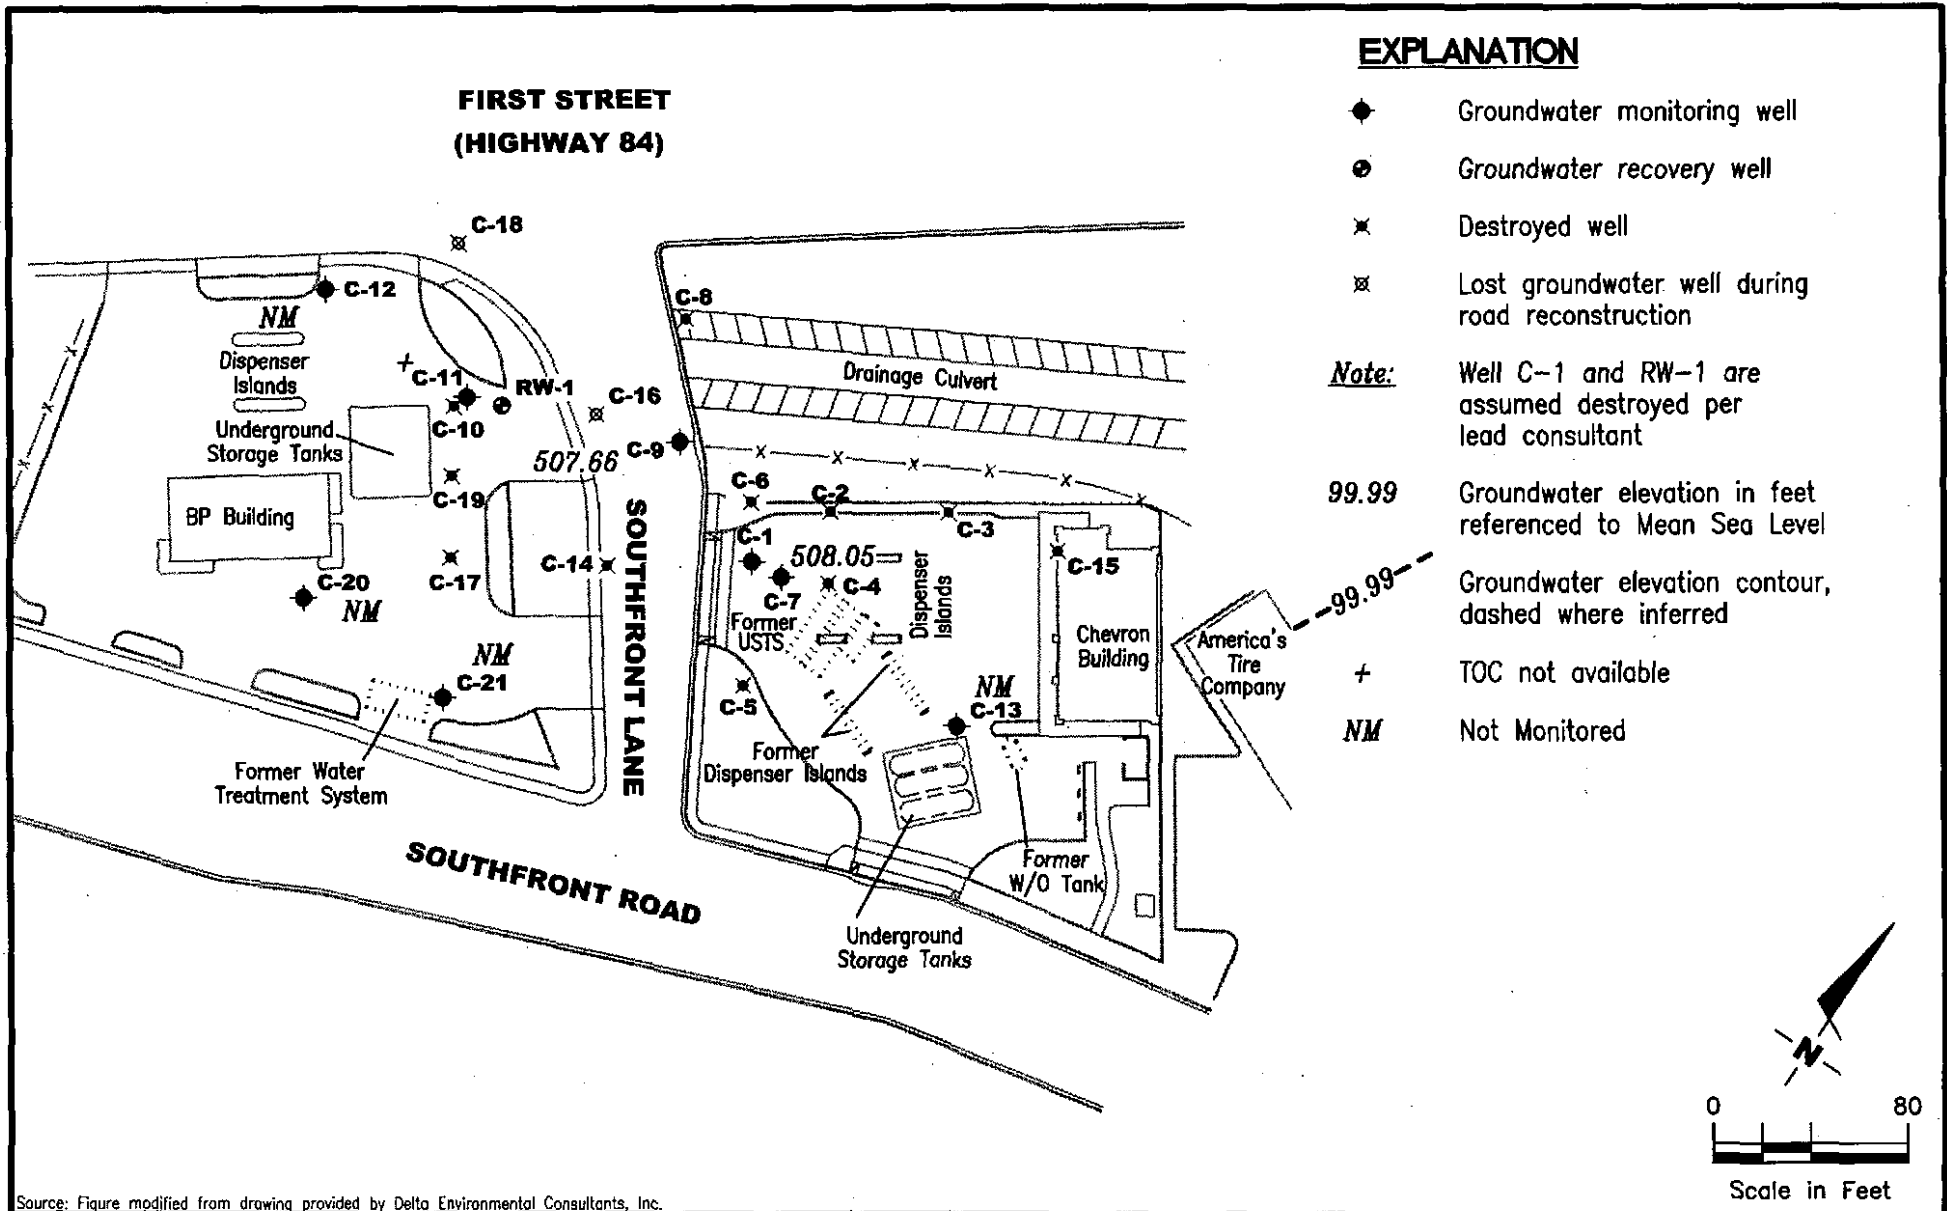 EXPLANATION
Groundwater monitoring well
Groundwater recovery well
Destroyed well
Lost groundwater well during
road reconstruction
Note:
Well C-1 and RW-1 are
assumed destroyed per
lead consultant
99.99
Groundwater elevation in feet
referenced to Mean Sea Level
99.99
Groundwater elevation contour,
dashed where inferred
+
TOC not available
NM
Not Monitored
FIRST STREET
(HIGHWAY 84)
C-18
C-12
NM
Dispenser
Islands
+
C-11
RW-1
C-10
Underground
Storage Tanks
C-8
Drainage Culvert
C-16
C-9
507.66
C-19
BP Building
C-6
C-2
C-3
C-1
508.05
C-14
C-17
C-20
NM
C-7
C-4
Dispenser
Islands
C-15
Former
USTS
Chevron
Building
America's
Tire
Company
SOUTHFRONT LANE
NM
C-21
C-5
NM
C-13
Former
Dispenser Islands
Former Water
Treatment System
SOUTHFRONT ROAD
Former
W/O Tank
Underground
Storage Tanks
N
0 80
Scale in Feet
Source: Figure modified from drawing provided by Delta Environmental Consultants, Inc.